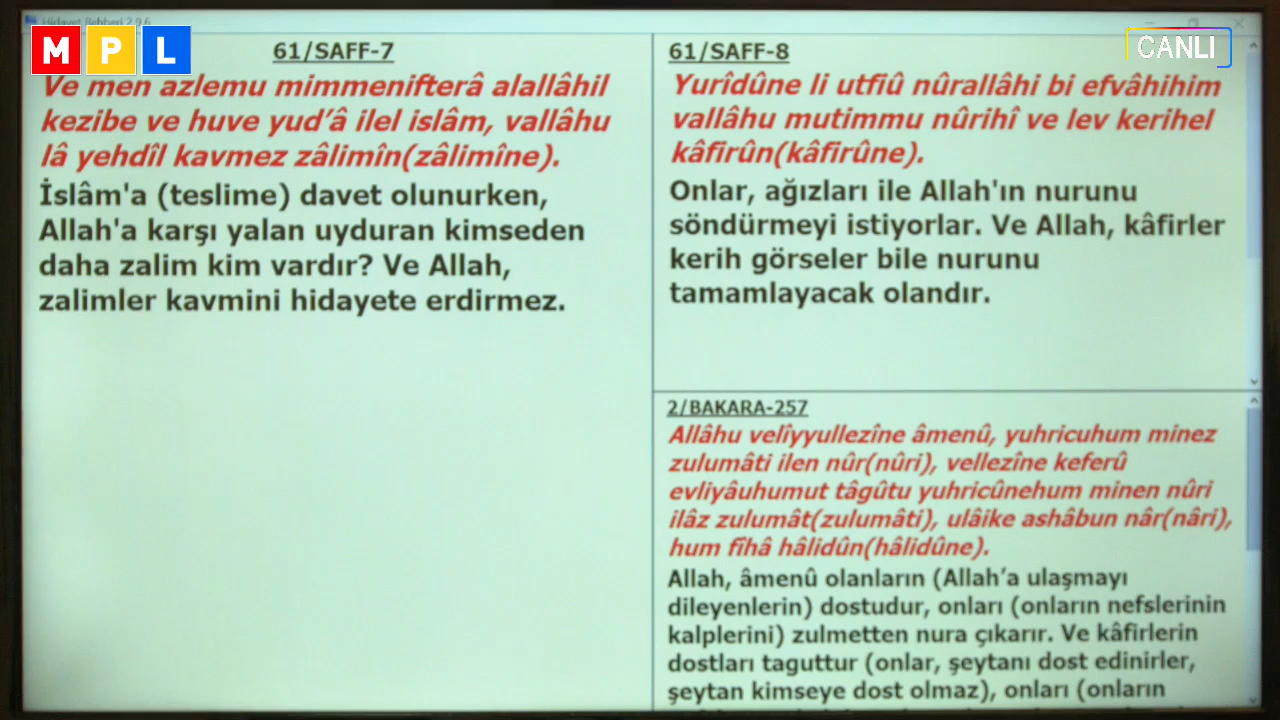 Hidayet Rehberi 2.9.6
MPL
CANLI
61/SAFF-7
Ve men azlemu mimmenifterâ alallâhil
kezibe ve huve yud’â ilel islâm, vallâhu
lâ yehdîl kavmez zâlimîn(zâlimîne).
İslâm'a (teslime) davet olunurken,
Allah'a karşı yalan uyduran kimseden
daha zalim kim vardır? Ve Allah,
zalimler kavmini hidayete erdirmez.
61/SAFF-8
Yurîdûne li utfiû nûrallâhi bi efvâhihim
vallâhu mutimmu nûrihî ve lev kerihel
kâfirûn(kâfirûne).
Onlar, ağızları ile Allah'ın nurunu
söndürmeyi istiyorlar. Ve Allah, kâfirler
kerih görseler bile nurunu
tamamlayacak olandır.
2/BAKARA-257
Allâhu velîyyullezîne âmenû, yuhricuhum minez
zulumâti ilen nûr(nûri), vellezîne keferû
evliyâuhumut tâgûtu yuhricûnehum minen nûri
ilâz zulumât(zulumâti), ulâike ashâbun nâr(nâri),
hum fîhâ hâlidûn(hâlidûne).
Allah, âmenû olanların (Allah’a ulaşmayı
dileyenlerin) dostudur, onları (onların nefslerinin
kalplerini) zulmetten nura çıkarır. Ve kâfirlerin
dostları taguttur (onlar, şeytanı dost edinirler,
şeytan kimseye dost olmaz), onları (onların